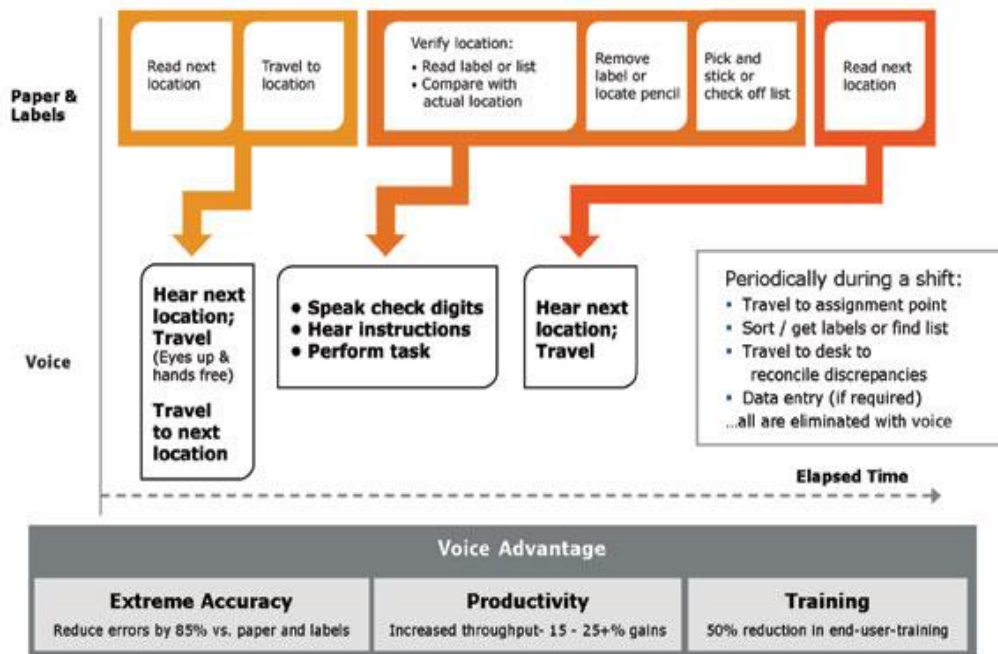 Paper &
Labels
Read next
location
Travel to
location
Verify location:
• Read label or list
• Compare with
actual location
Remove
label or
locate pencil
Pick and
stick or
check off list
Read next
location
Voice
Hear next
location;
Travel
(Eyes up &
hands free)
Travel
to next
location
• Speak check digits
• Hear instructions
• Perform task
Hear next
location;
Travel
Periodically during a shift:
▪ Travel to assignment point
▪ Sort / get labels or find list
▪ Travel to desk to
reconcile discrepancies
▪ Data entry (if required)
...all are eliminated with voice
Elapsed Time
Voice Advantage
Extreme Accuracy
Reduce errors by 85% vs. paper and labels
Productivity
Increased throughput- 15 - 25+% gains
Training
50% reduction in end-user-training